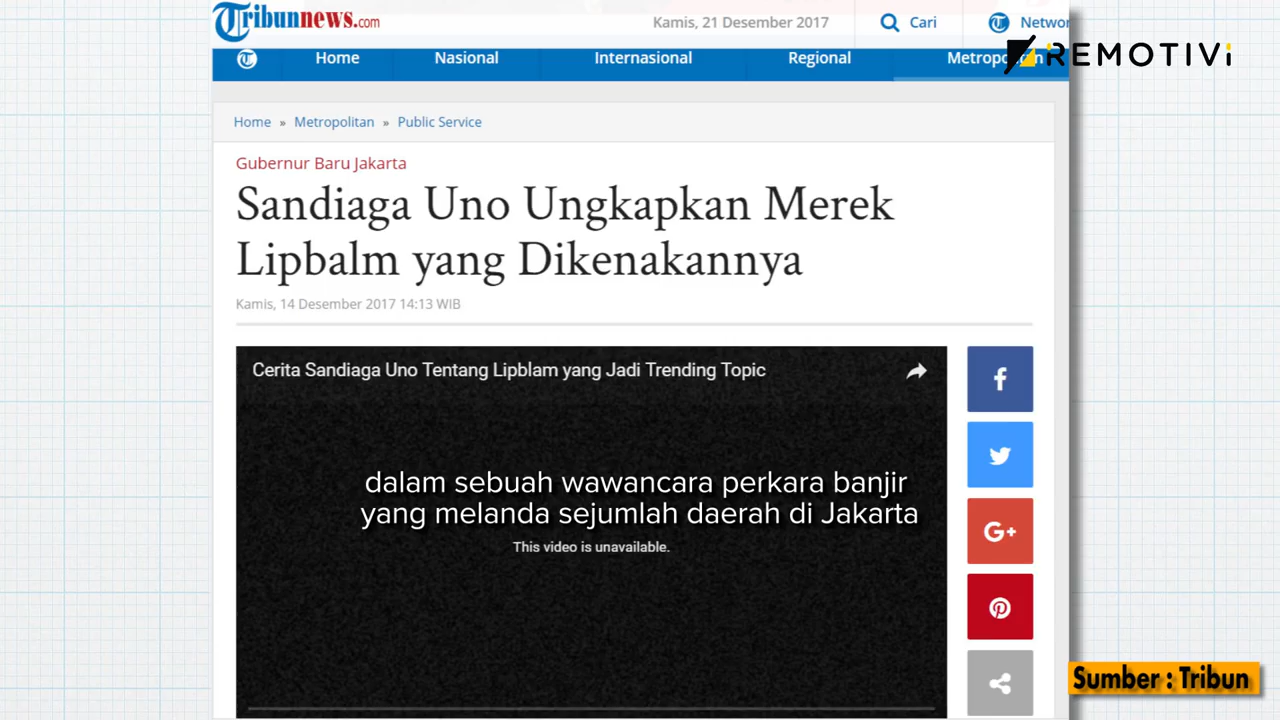 Tribunnews.com
Kamis, 21 Desember 2017
Cari
Networ
Home
Nasional
Internasional
Regional
Metropolitan
REMOTIVI
Home » Metropolitan » Public Service
Gubernur Baru Jakarta
Sandiaga Uno Ungkapkan Merek
Lipbalm yang Dikenakannya
Kamis, 14 Desember 2017 14:13 WIB
Cerita Sandiaga Uno Tentang Lipblam yang Jadi Trending Topic
dalam sebuah wawancara perkara banjir
yang melanda sejumlah daerah di Jakarta
This video is unavailable.
Sumber : Tribun